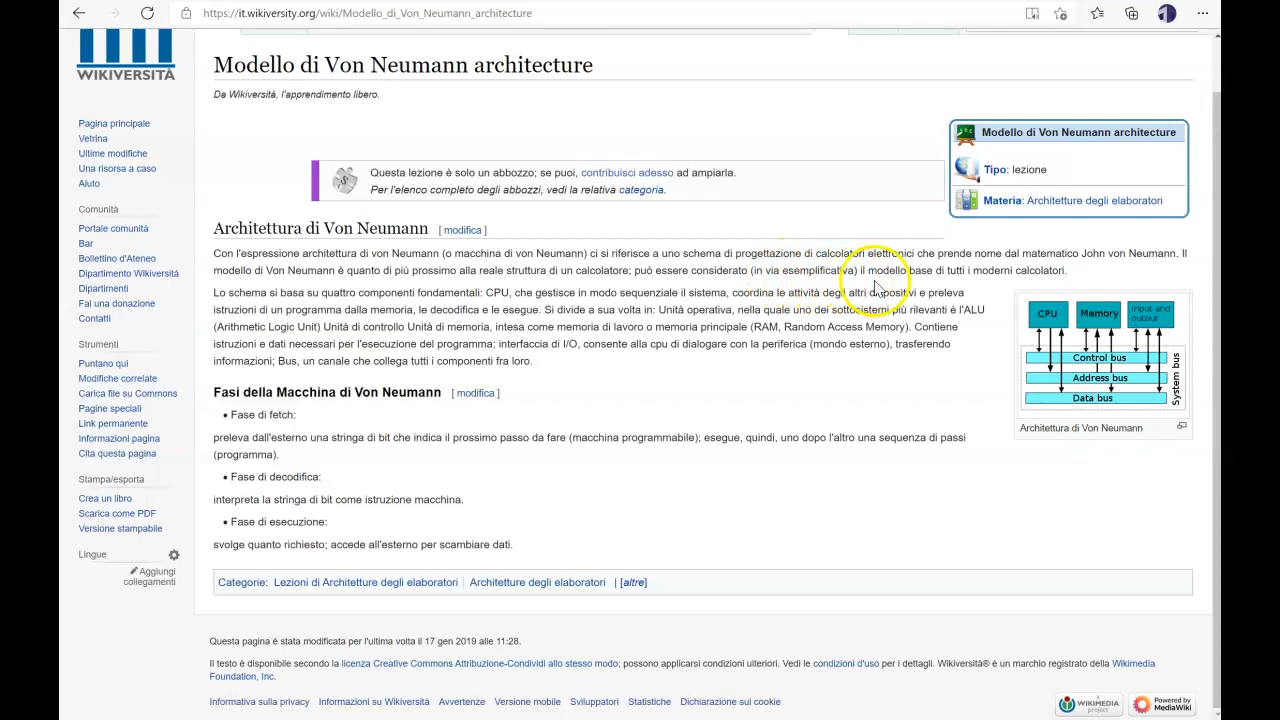 https://it.wikiversity.org/wiki/Modello_di_Von_Neumann_architecture
WIKIVERSITÀ
Pagina principale
Vetrina
Ultime modifiche
Una risorsa a caso
Aiuto
Comunità
Portale comunità
Bar
Bollettino d'Ateneo
Dipartimento Wikiversità
Dipartimenti
Fai una donazione
Contatti
Strumenti
Puntano qui
Modifiche correlate
Carica file su Commons
Pagine speciali
Link permanente
Informazioni pagina
Cita questa pagina
Stampa/esporta
Crea un libro
Scarica come PDF
Versione stampabile
Lingue
Aggiungi
collegamenti
Modello di Von Neumann architecture
Da Wikiversità, l'apprendimento libero.
Modello di Von Neumann architecture
Tipo: lezione
Materia: Architetture degli elaboratori
Questa lezione è solo un abbozzo; se puoi, contribuisci adesso ad ampiarla.
Per l'elenco completo degli abbozzi, vedi la relativa categoria.
Architettura di Von Neumann [ modifica ]
Con l'espressione architettura di von Neumann (o macchina di von Neumann) ci si riferisce a uno schema di progettazione di calcolatori elettronici che prende nome dal matematico John von Neumann. Il
modello di Von Neumann è quanto di più prossimo alla reale struttura di un calcolatore; può essere considerato (in via esemplificativa) il modello base di tutti i moderni calcolatori.
Lo schema si basa su quattro componenti fondamentali: CPU, che gestisce in modo sequenziale il sistema, coordina le attività degli altri dispositivi e preleva
istruzioni di un programma dalla memoria, le decodifica e le esegue. Si divide a sua volta in: Unità operativa, nella quale uno dei sottosistemi più rilevanti è l'ALU
(Arithmetic Logic Unit) Unità di controllo Unità di memoria, intesa come memoria di lavoro o memoria principale (RAM, Random Access Memory). Contiene
istruzioni e dati necessari per l'esecuzione del programma; interfaccia di I/O, consente alla cpu di dialogare con la periferica (mondo esterno), trasferendo
informazioni; Bus, un canale che collega tutti i componenti fra loro.
CPU
Memory
Input and
output
Control bus
Address bus
Data bus
System bus
Architettura di Von Neumann
Fasi della Macchina di Von Neumann [ modifica ]
• Fase di fetch:
preleva dall'esterno una stringa di bit che indica il prossimo passo da fare (macchina programmabile); esegue, quindi, uno dopo l'altro una sequenza di passi
(programma).
• Fase di decodifica:
interpreta la stringa di bit come istruzione macchina.
• Fase di esecuzione:
svolge quanto richiesto; accede all'esterno per scambiare dati.
Categorie: Lezioni di Architetture degli elaboratori | Architetture degli elaboratori | [altre]
Questa pagina è stata modificata per l'ultima volta il 17 gen 2019 alle 11:28.
Il testo è disponibile secondo la licenza Creative Commons Attribuzione-Condividi allo stesso modo; possono applicarsi condizioni ulteriori. Vedi le condizioni d'uso per i dettagli. Wikiversità® è un marchio registrato della Wikimedia
Foundation, Inc.
Informativa sulla privacy Informazioni su Wikiversità Avvertenze Versione mobile Sviluppatori Statistiche Dichiarazione sui cookie
WIKIMEDIA
project
Powered by
MediaWiki